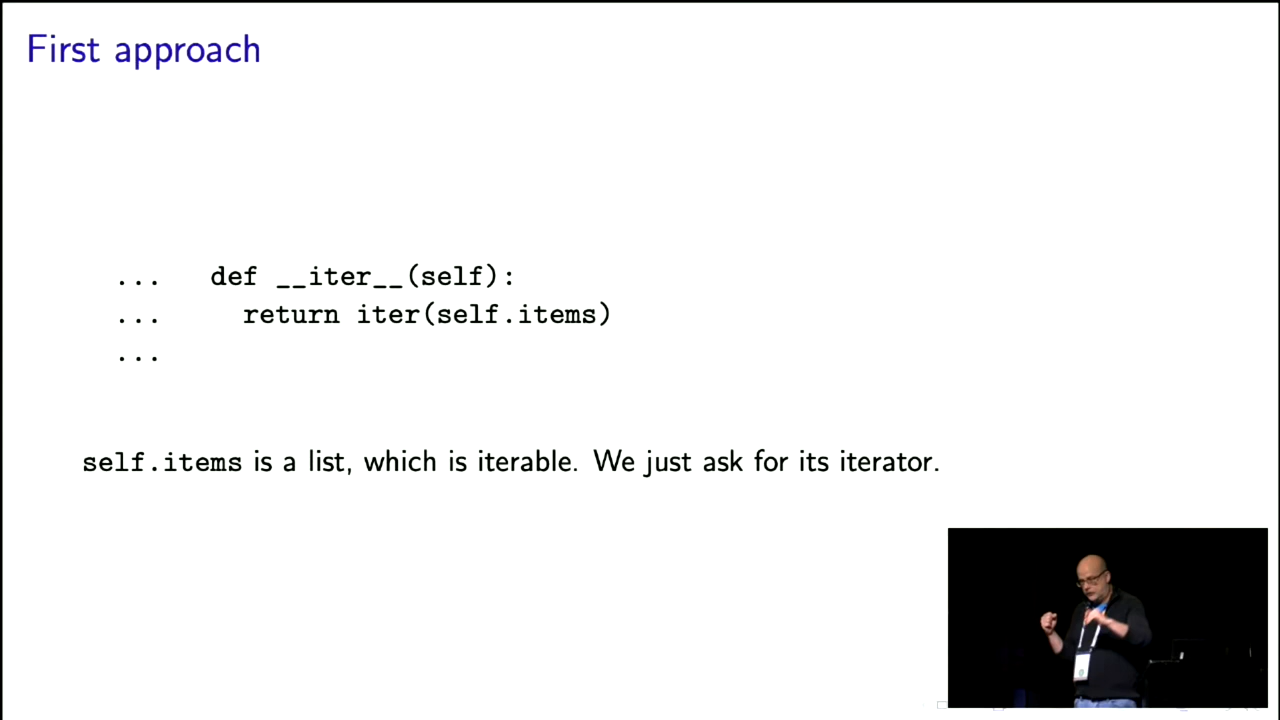 First approach
... def __iter__(self):
... return iter(self.items)
...
self.items is a list, which is iterable. We just ask for its iterator.